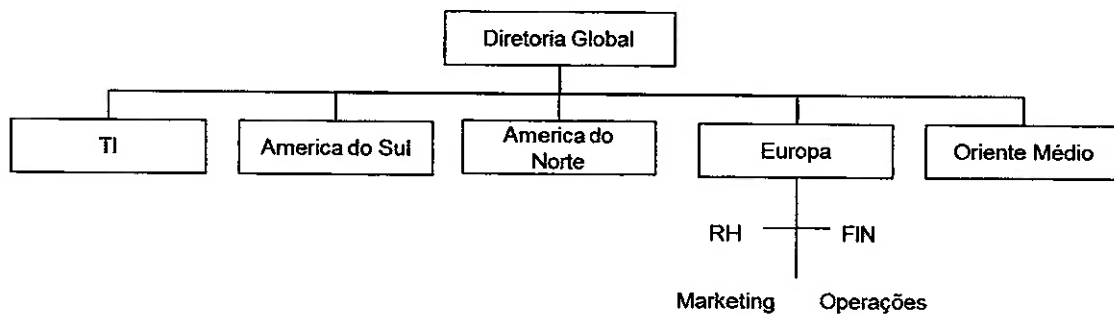 Diretoria Global
TI
America do Sul
America do
Norte
Europa
Oriente Médio
RH FIN
Marketing Operações